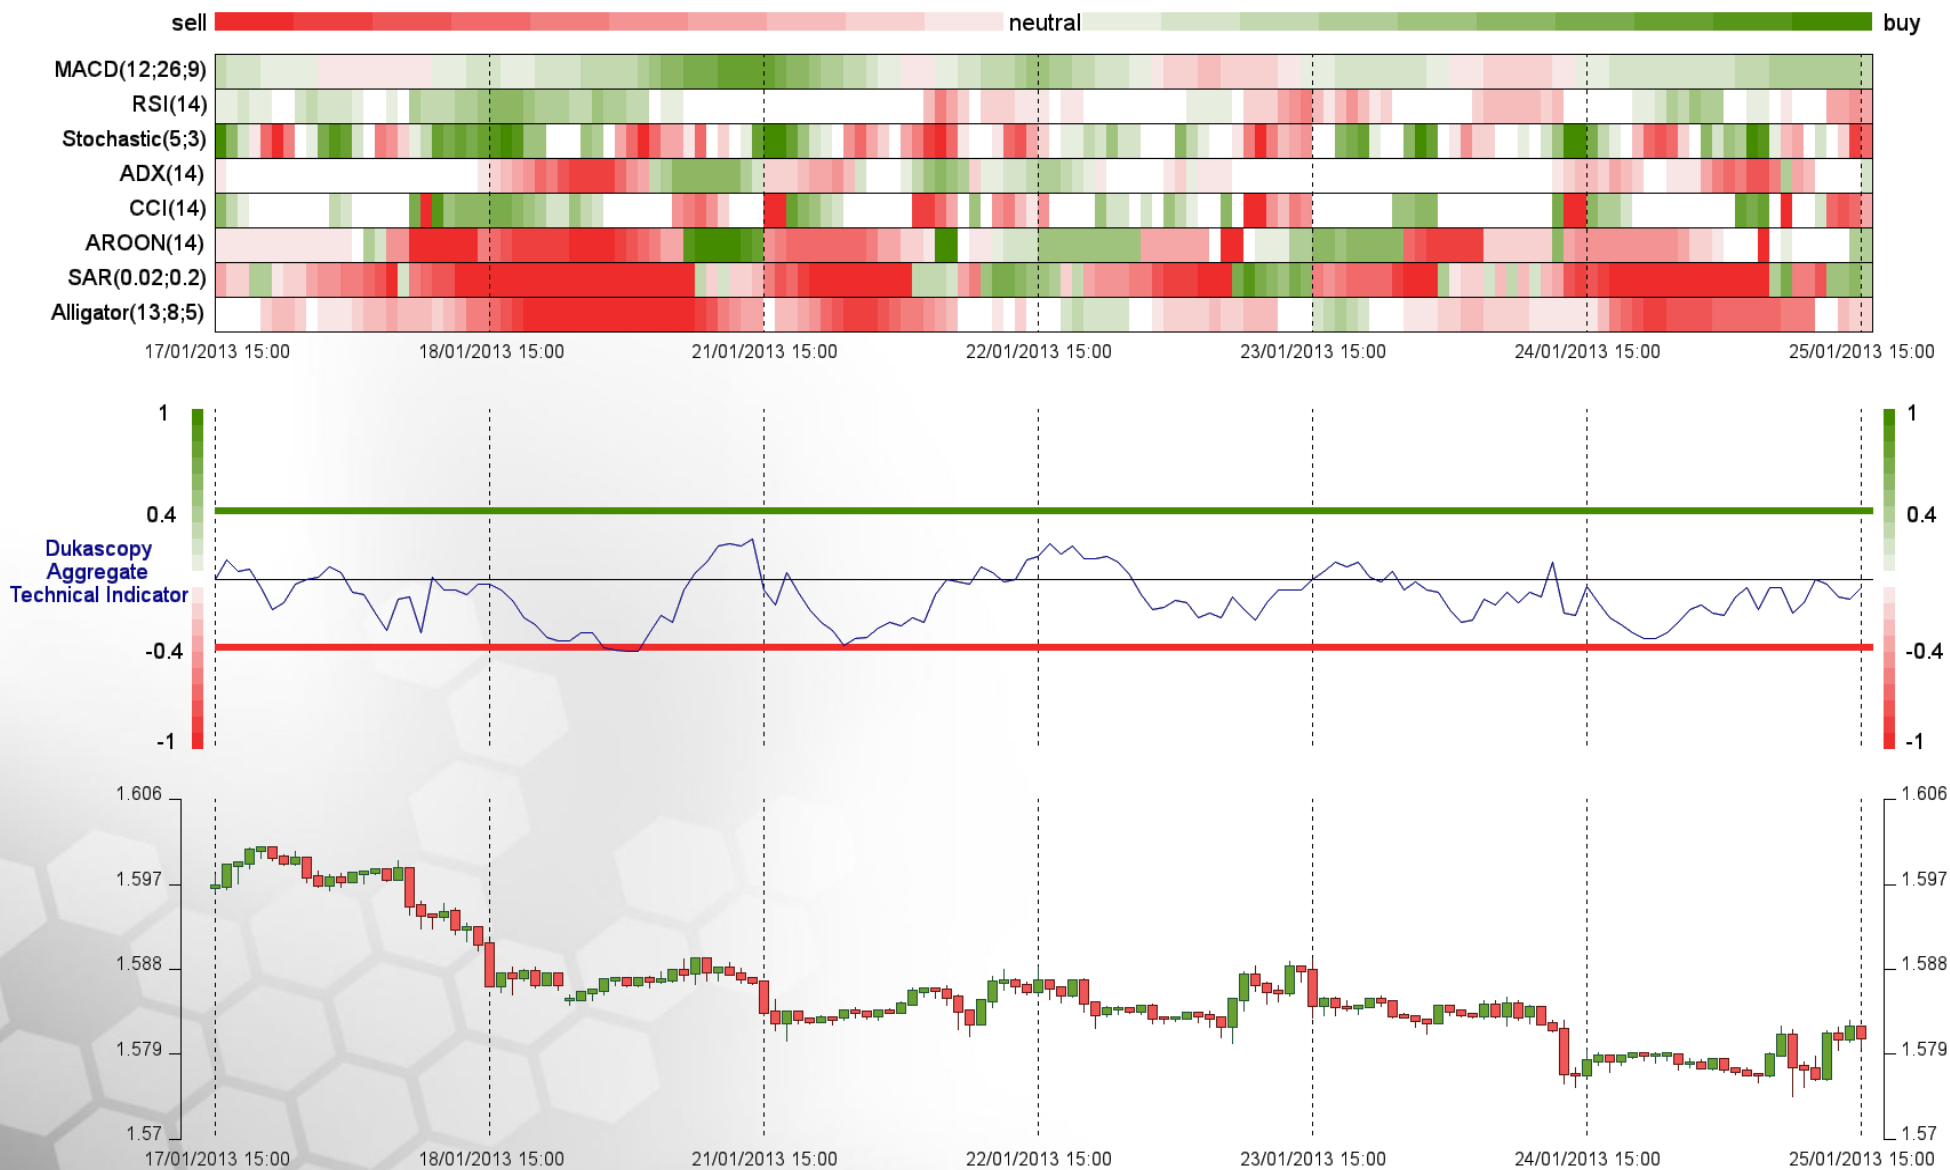 sell neutral buy
MACD(12;26;9)
RSI(14)
Stochastic(5;3)
ADX(14)
CCI(14)
AROON(14)
SAR(0.02;0.2)
Alligator(13;8;5)
17/01/2013 15:00 18/01/2013 15:00 21/01/2013 15:00 22/01/2013 15:00 23/01/2013 15:00 24/01/2013 15:00 25/01/2013 15:00
1 1
0.4 0.4
Dukascopy
Aggregate
Technical Indicator
-0.4 -0.4
-1 -1
1.606 1.606
1.597 1.597
1.588 1.588
1.579 1.579
1.57 1.57
17/01/2013 15:00 18/01/2013 15:00 21/01/2013 15:00 22/01/2013 15:00 23/01/2013 15:00 24/01/2013 15:00 25/01/2013 15:00